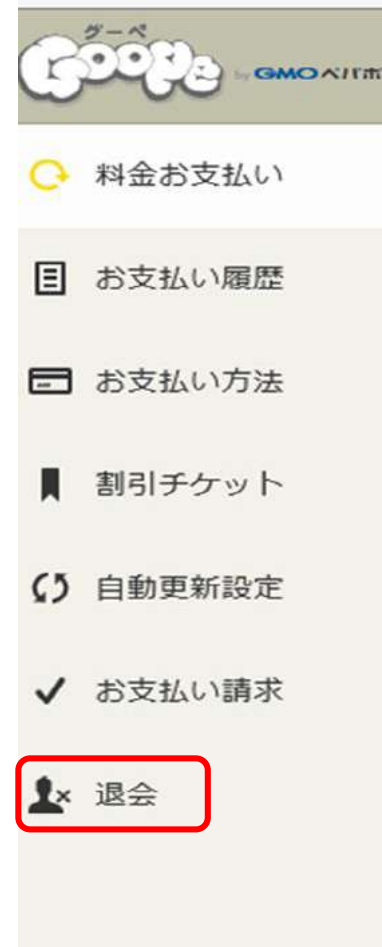 グーペ
Goope
by GMOペパボ
料金お支払い
お支払い履歴
お支払い方法
割引チケット
自動更新設定
お支払い請求
退会